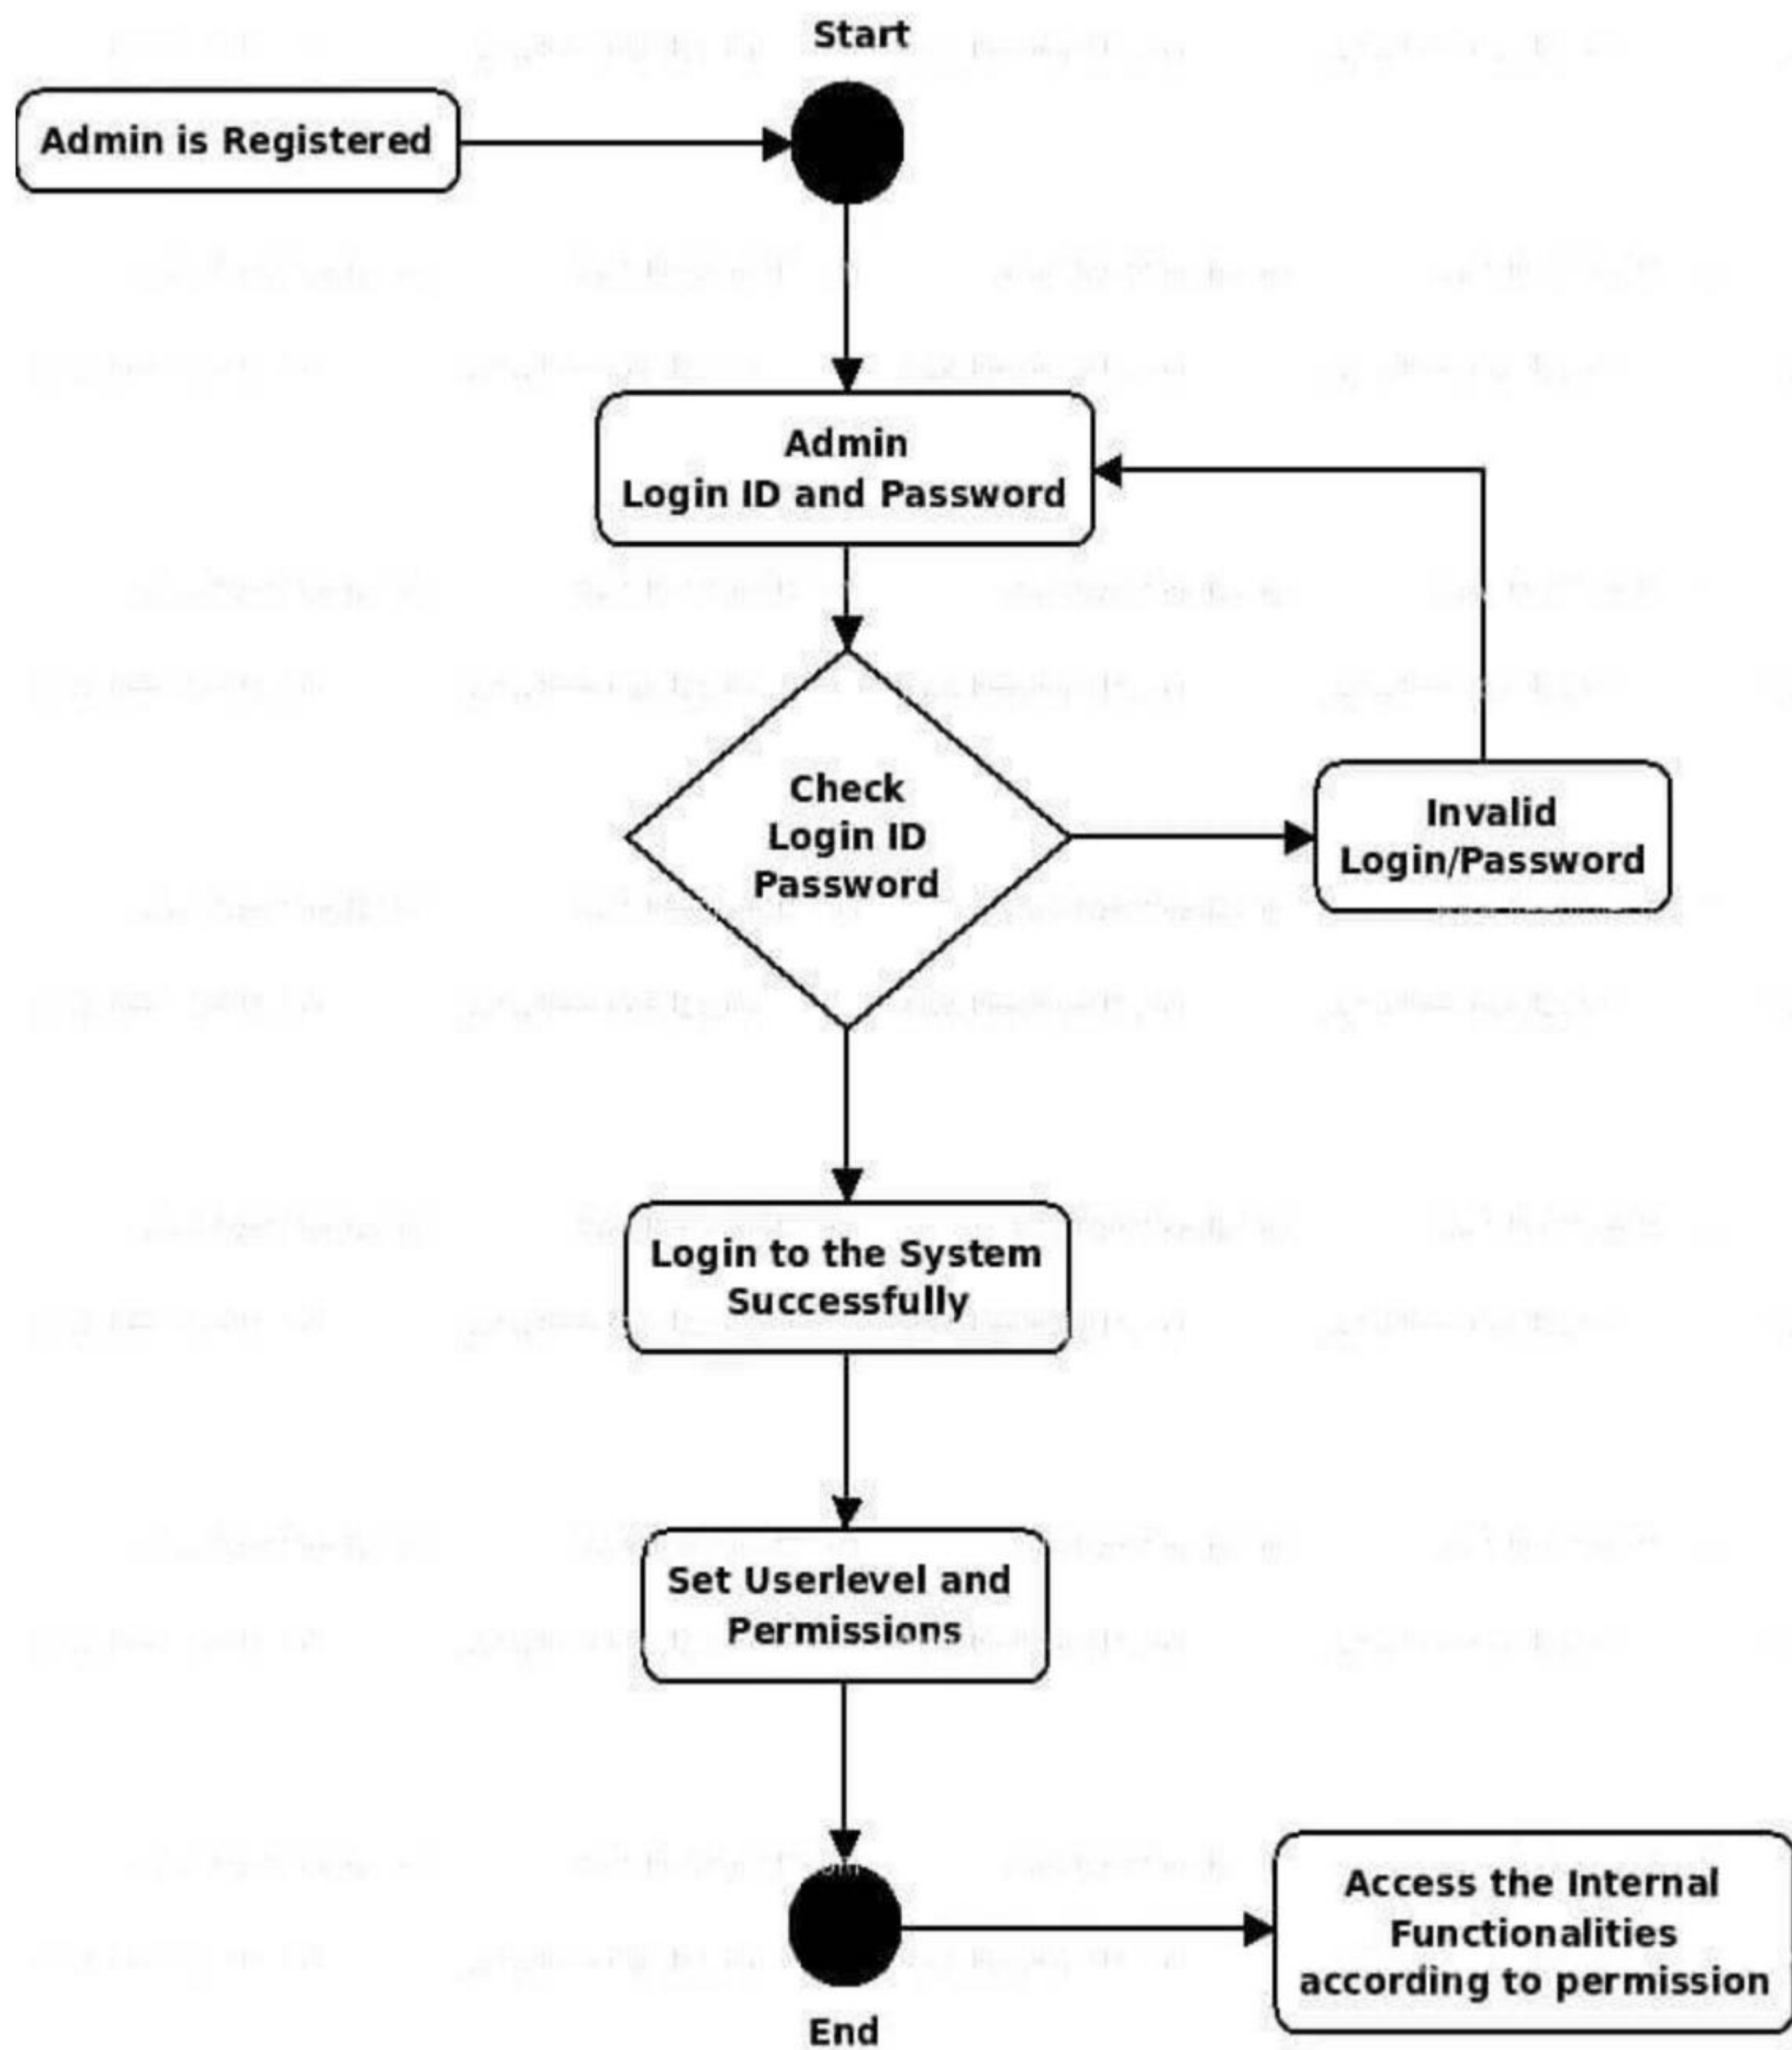 Start
Admin is Registered
Admin
Login ID and Password
Check
Login ID
Password
Invalid
Login/Password
Login to the System
Successfully
Set Userlevel and
Permissions
Access the Internal
Functionalities
according to permission
End